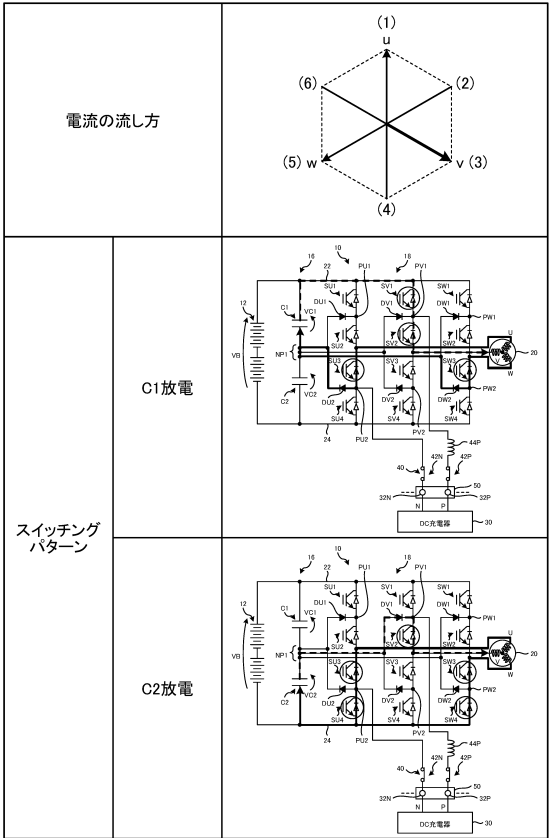 電流の流し方
(1)
u
(6)
(2)
(5) w
v (3)
(4)
スイッチング
パターン
C1放電
10
16
22
PU1
18
PV1
SU1
SV1
SW1
12
C1
VC1
DU1
DV1
DW1
PW1
SU2
SV2
SW2
U
VB
NP1
V
20
SU3
SV3
SW3
W
C2
VC2
DU2
DV2
DW2
PW2
SU4
SV4
SW4
24
PU2
PV2
44P
40
42N
42P
50
32N
32P
N
P
DC充電器
30
C2放電
10
16
22
PU1
18
PV1
SU1
SV1
SW1
12
C1
VC1
DU1
DV1
DW1
PW1
SU2
SV2
SW2
U
VB
NP1
V
20
SU3
SV3
SW3
W
C2
VC2
DU2
DV2
DW2
PW2
SU4
SV4
SW4
24
PU2
PV2
44P
40
42N
42P
50
32N
32P
N
P
DC充電器
30